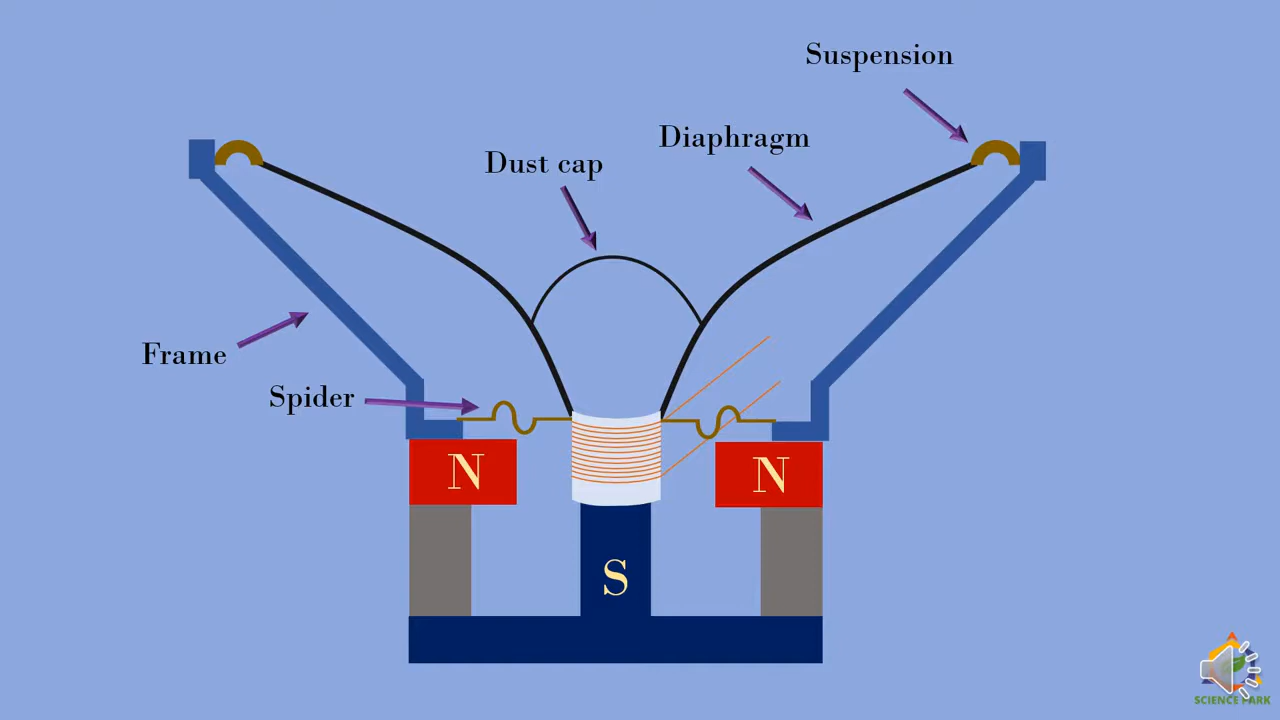 Suspension
Diaphragm
Dust cap
Frame
Spider
N
N
S
SCIENCE PARK